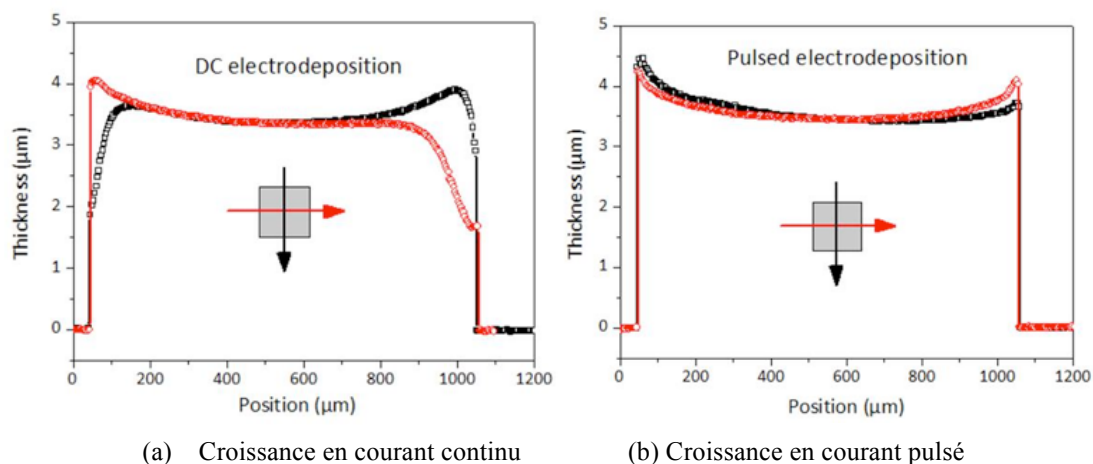 DC electrodeposition
Thickness (μm)
5
4
3
2
1
0
0 200 400 600 800 1000 1200
Position (μm)
Pulsed electrodeposition
Thickness (μm)
5
4
3
2
1
0
0 200 400 600 800 1000 1200
Position (μm)
(a) Croissance en courant continu
(b) Croissance en courant pulsé